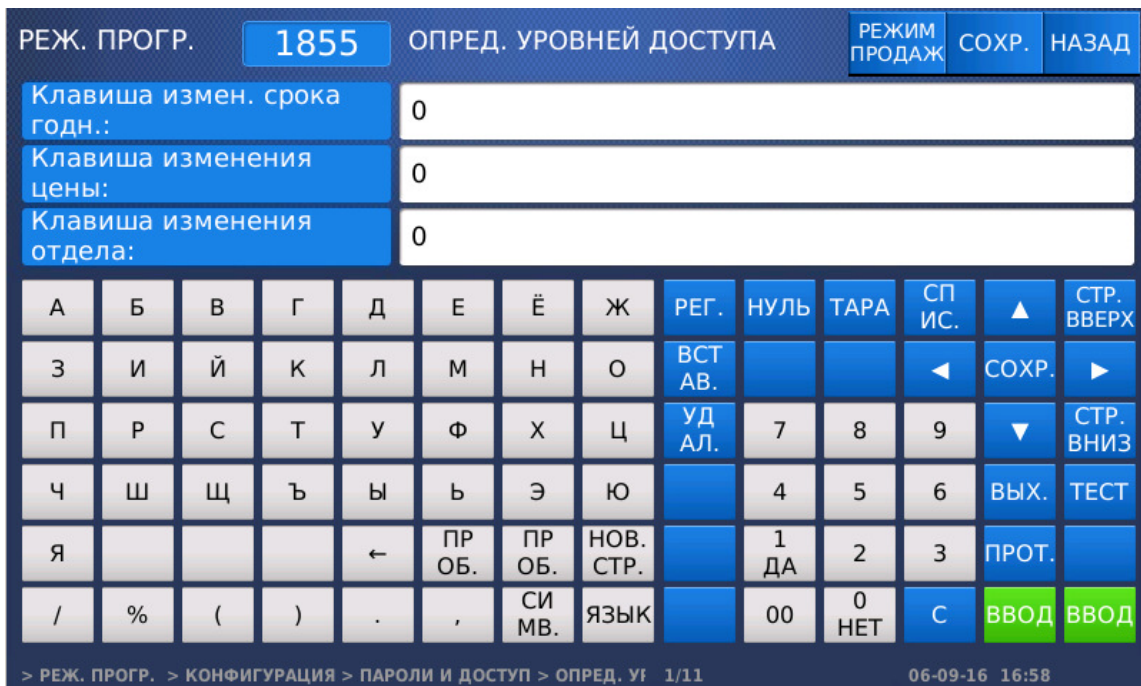 РЕЖ. ПРОГР. 1855 ОПРЕД. УРОВНЕЙ ДОСТУПА РЕЖИМ ПРОДАЖ СОХР. НАЗАД
Клавиша измен. срока
годн.: 0
Клавиша изменения
цены: 0
Клавиша изменения
отдела: 0
А Б В Г Д Е Ё Ж РЕГ. НУЛЬ ТАРА СП ИС. ▲ СТР. ВВЕРХ
З И Й К Л М Н О ВСТ АВ. ◄ СОХР. ►
П Р С Т У Ф Х Ц УД АЛ. 7 8 9 ▼ СТР. ВНИЗ
Ч Ш Щ Ъ Ы Ь Э Ю 4 5 6 ВЫХ. ТЕСТ
Я ← ПР ОБ. ПР ОБ. НОВ. СТР. 1 ДА 2 3 ПРОТ.
/ % ( ) . , СИ МВ. ЯЗЫК 00 0 НЕТ С ВВОД ВВОД
> РЕЖ. ПРОГР. > КОНФИГУРАЦИЯ > ПАРОЛИ И ДОСТУП > ОПРЕД. УР 1/11 06-09-16 16:58